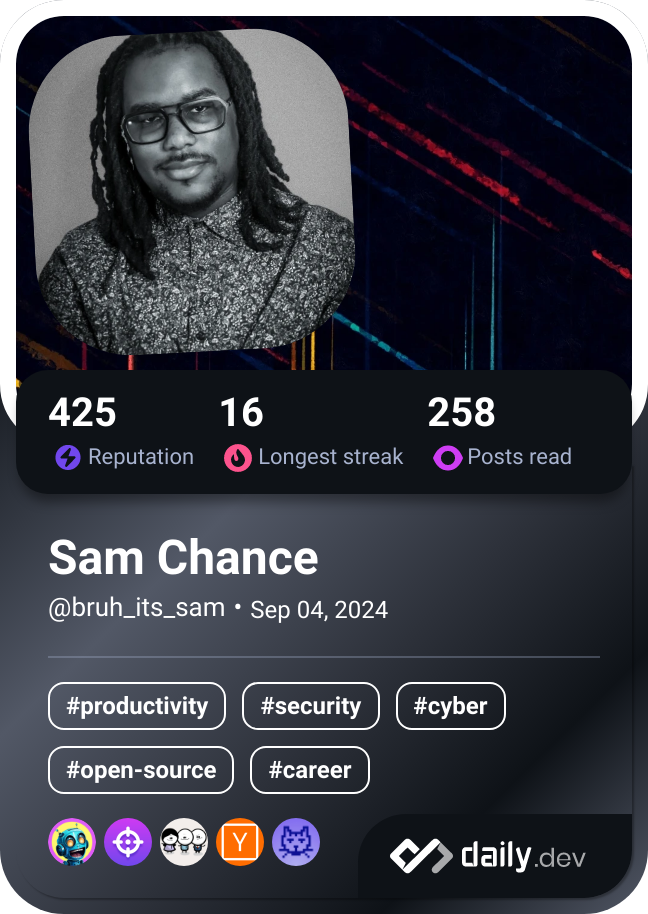 425 16 258
Reputation Longest streak Posts read
Sam Chance
@bruh_its_sam • Sep 04, 2024
#productivity #security #cyber
#open-source #career
Y
daily.dev